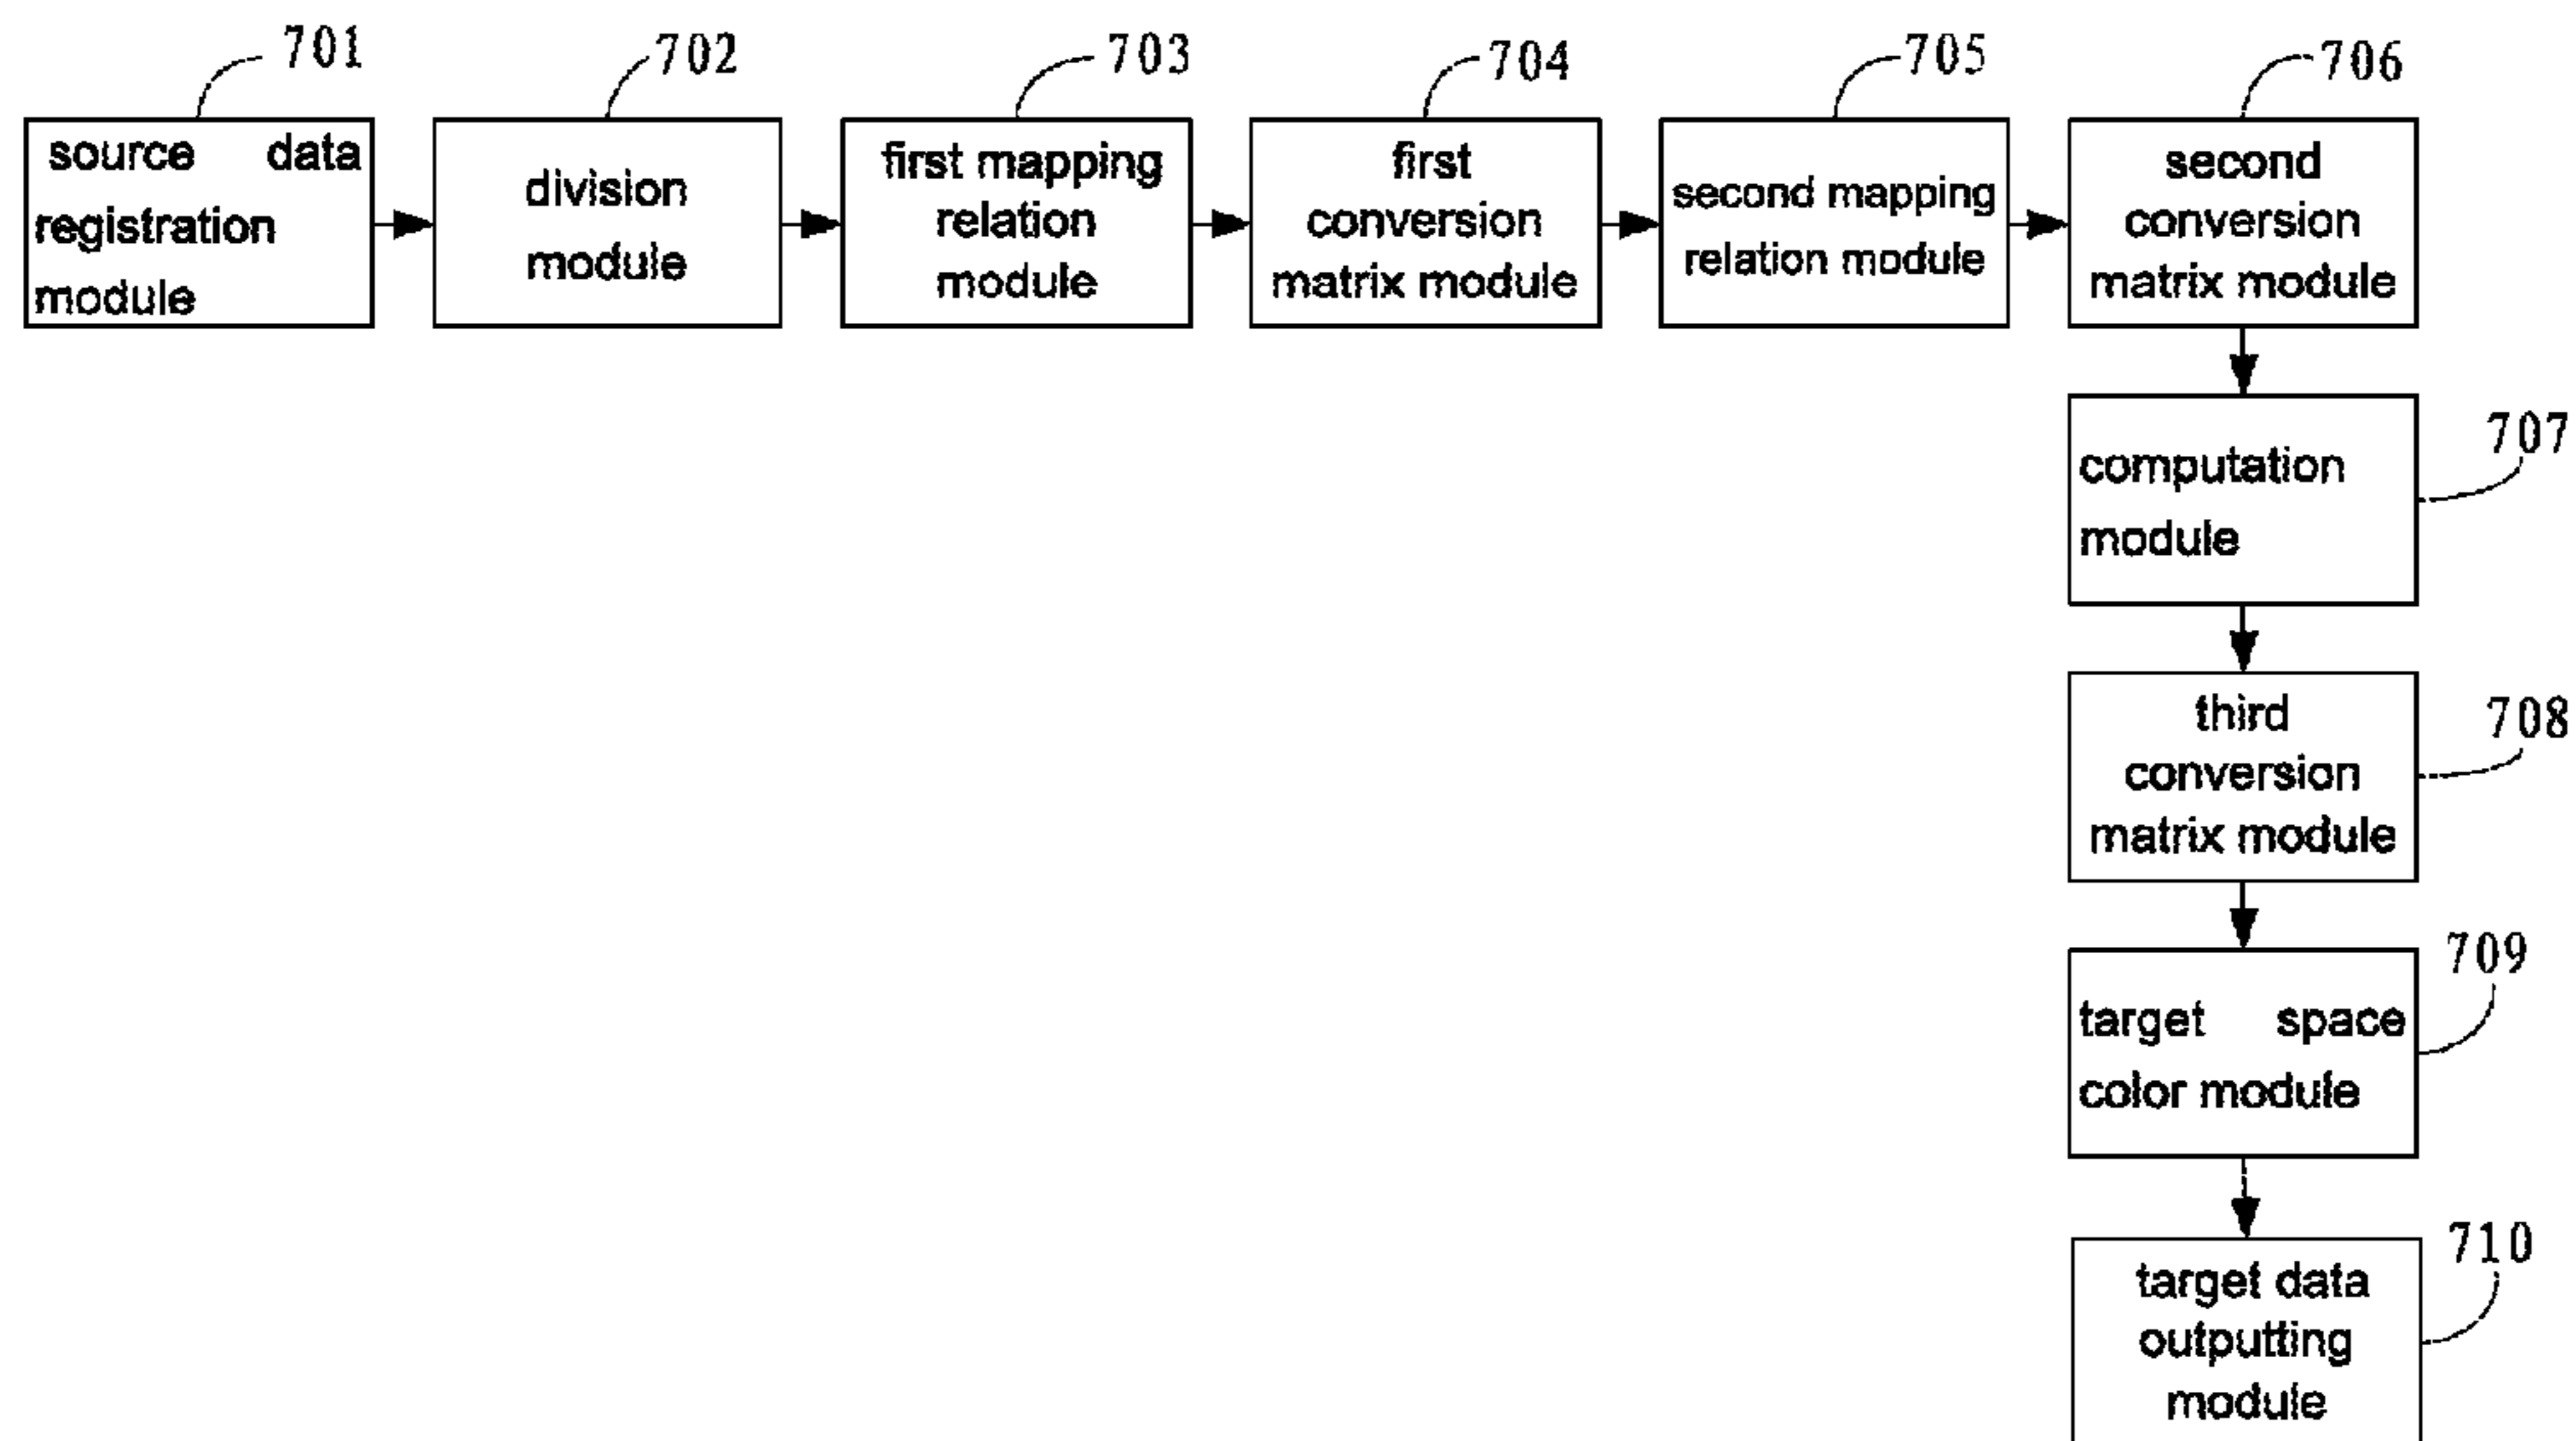 701
702
703
704
705
706
source data
registration
module
division
module
first mapping
relation
module
first
conversion
matrix module
second mapping
relation module
second
conversion
matrix module
707
computation
module
708
third
conversion
matrix module
709
target space
color module
710
target data
outputting
module